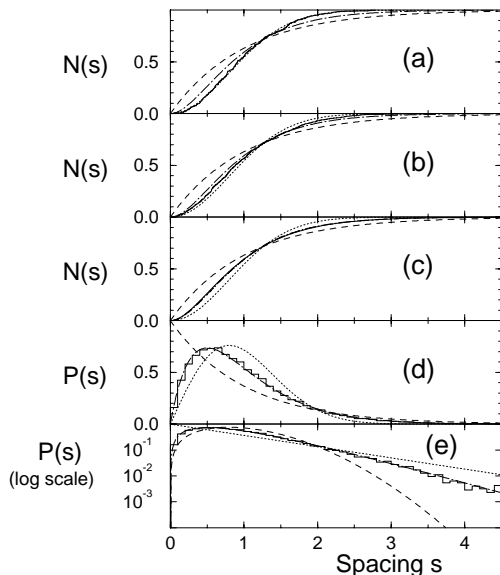 0.5
N(s)
(a)
0.0
0.5
N(s)
(b)
0.0
0.5
N(s)
(c)
0.0
0.5
P(s)
(d)
0.0
P(s)
(log scale)
(e)
10⁻¹
10⁻²
10⁻³
0 1 2 3 4
Spacing s